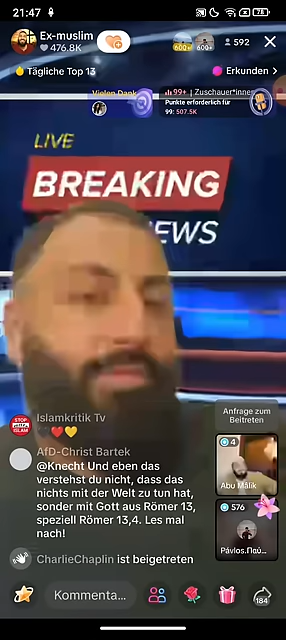 21:47
78
Ex-muslim
476.8K
600+
600+
592
Tägliche Top 13
Erkunden >
Vielen Dank
99+ | Zuschauer*innen
Punkte erforderlich für
99: 507.5K
LIVE
BREAKING
EWS
STOP
ISLAM
Islamkritik Tv
AfD-Christ Bartek
@Knecht Und eben das
verstehst du nicht, dass das
nichts mit der Welt zu tun hat,
sonder mit Gott aus Römer 13,
speziell Römer 13,4. Les mal
nach!
CharlieChaplin ist beigetreten
Anfrage zum
Beitreten
4
Abu Mâlik
576
Pávlos.Παύ...
Kommenta...
184